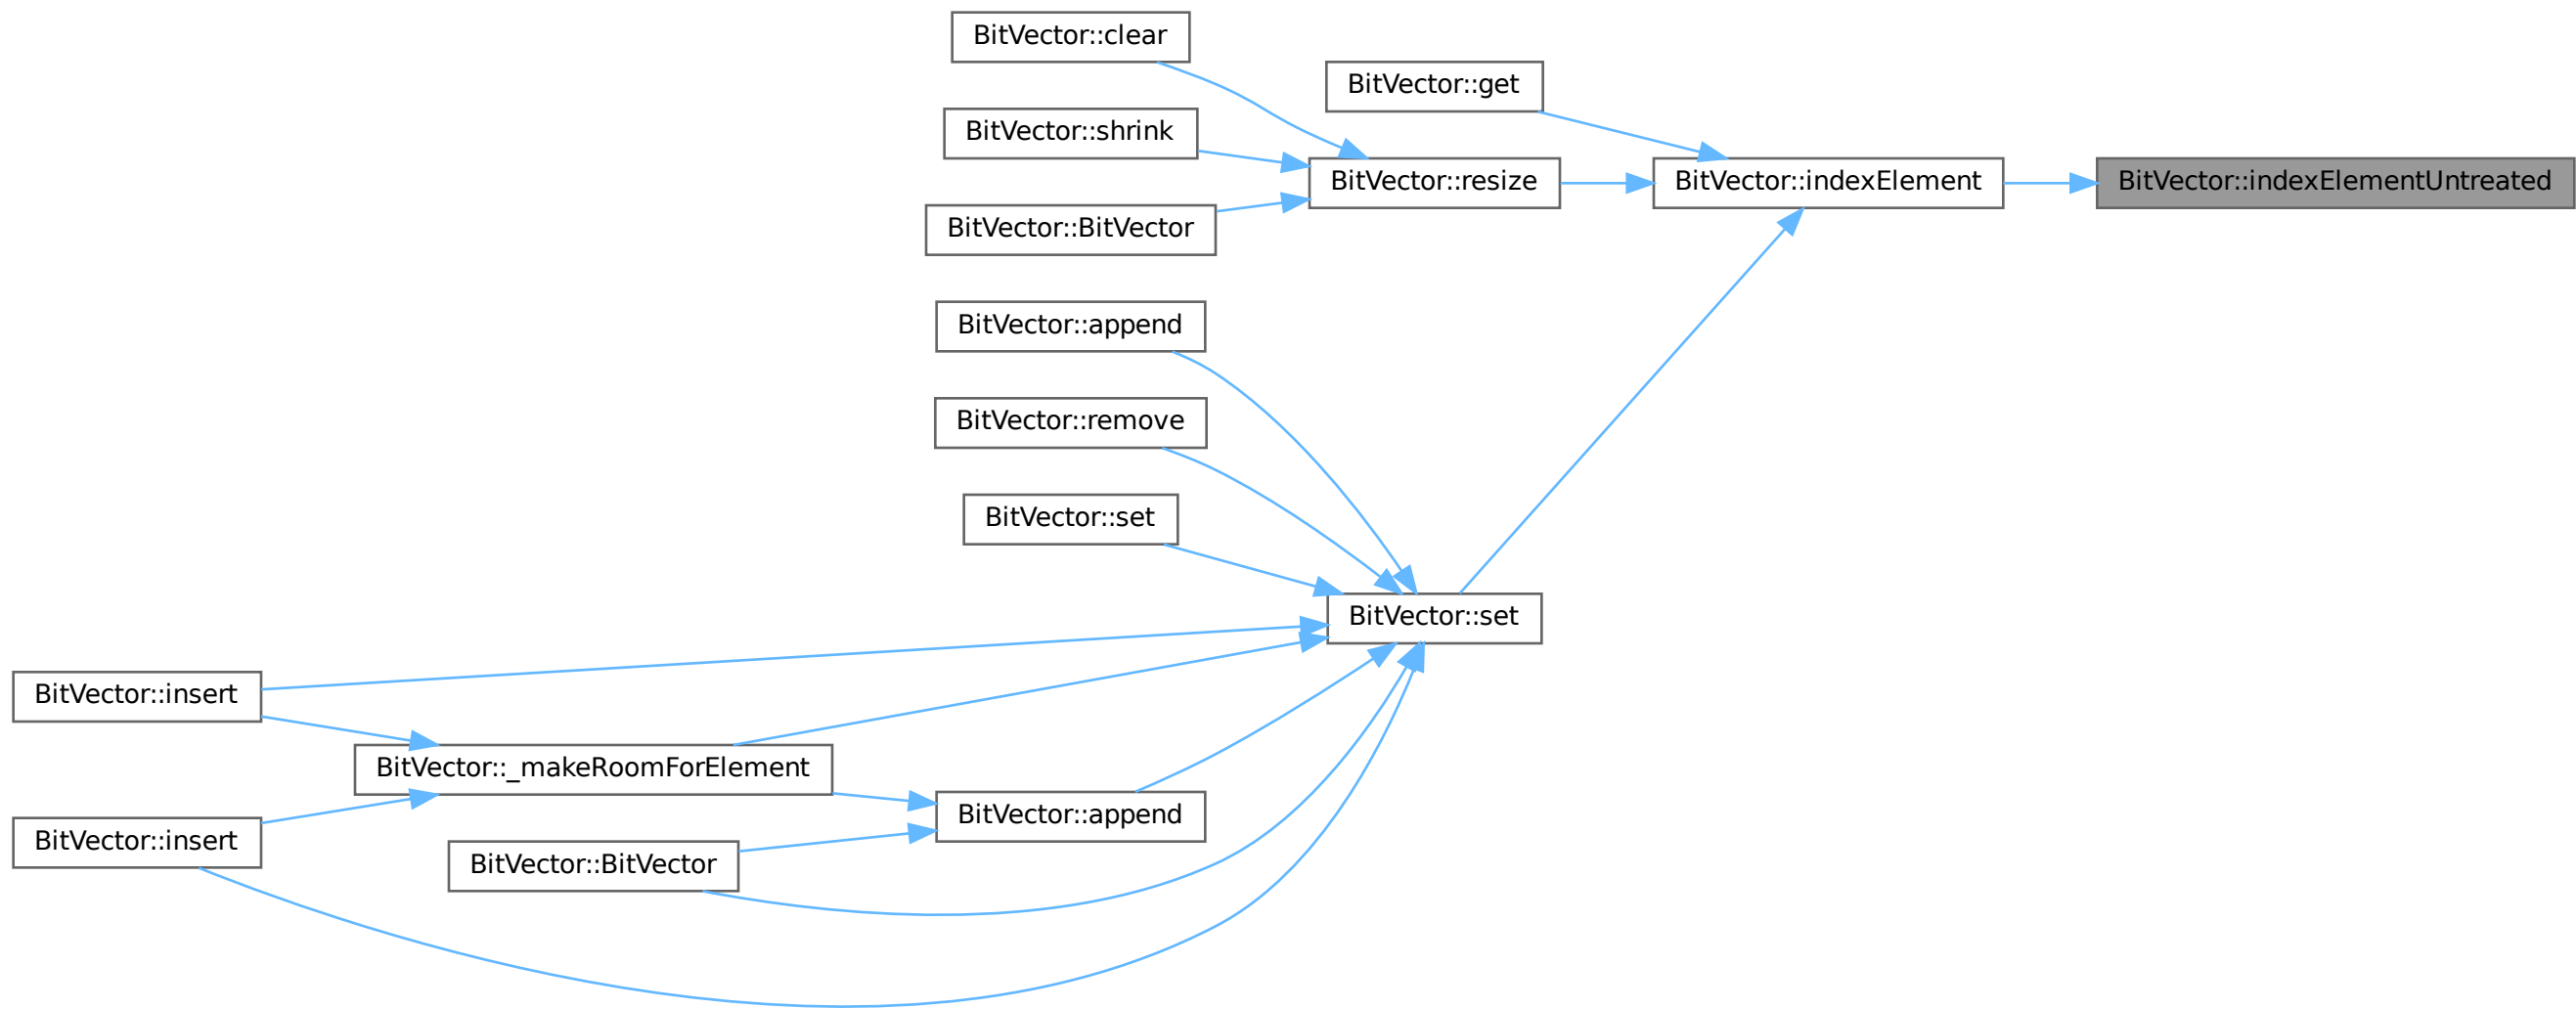 BitVector::clear
BitVector::get
BitVector::shrink
BitVector::resize
BitVector::indexElement
BitVector::indexElementUntreated
BitVector::BitVector
BitVector::append
BitVector::remove
BitVector::set
BitVector::set
BitVector::insert
BitVector::_makeRoomForElement
BitVector::append
BitVector::insert
BitVector::BitVector